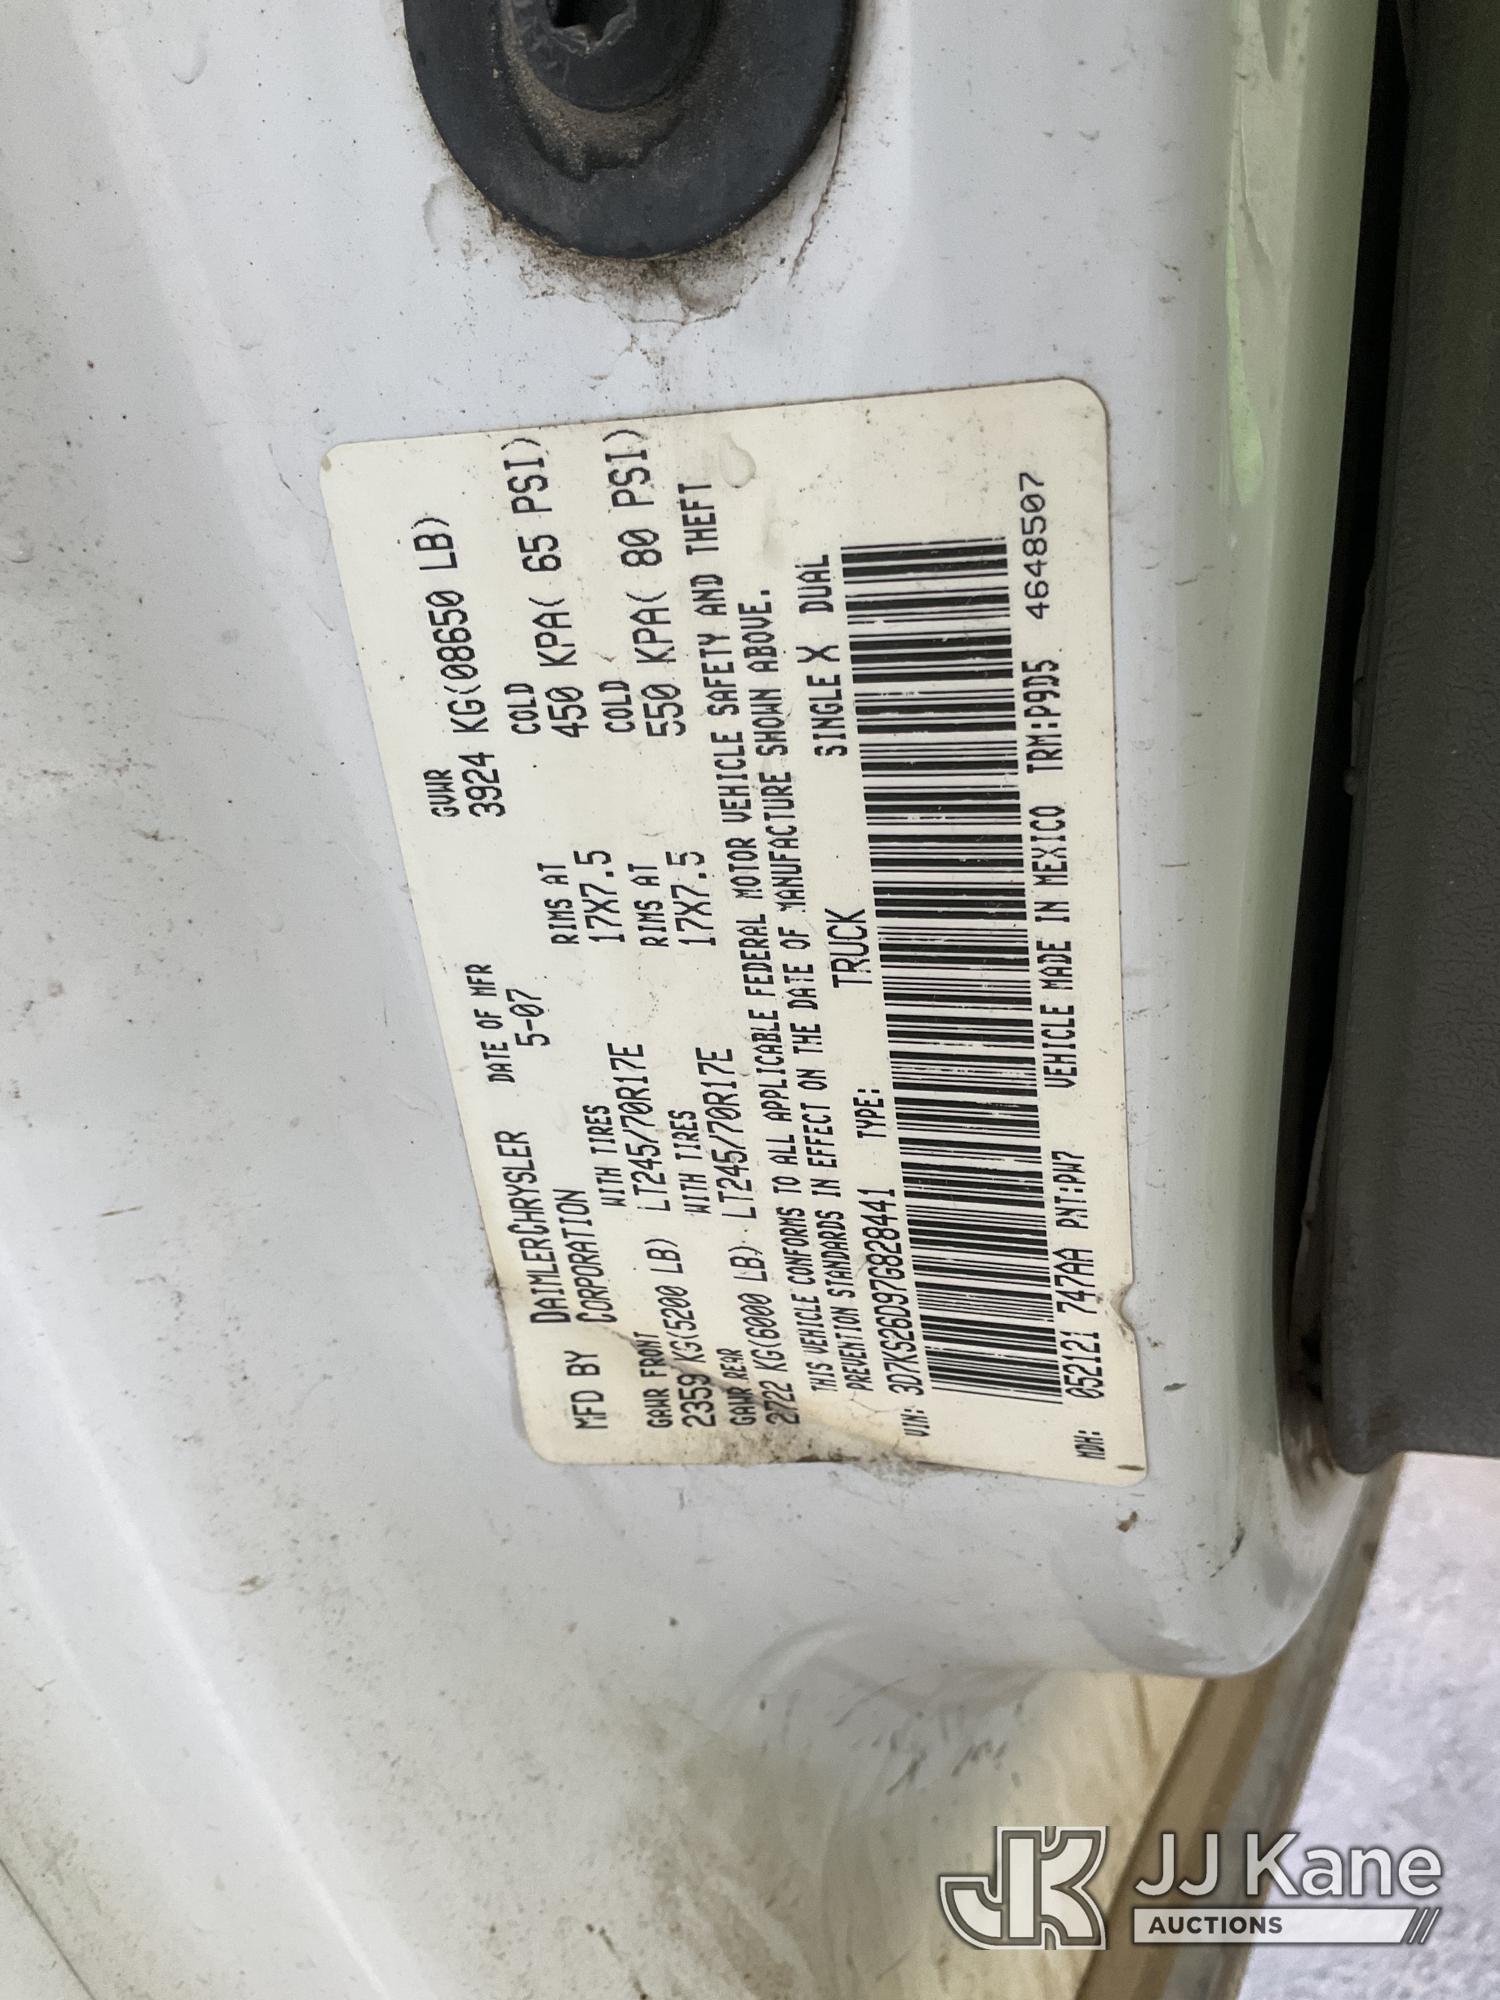 MFD BY DAIMLERCHRYSLER CORPORATION DATE OF MFR 5-07 GVWR 3924 KG(08650 LB)
GAWR FRONT WITH TIRES RIMS AT COLD
2359 KG(5200 LB) LT245/70R17E 17X7.5 450 KPA( 65 PSI)
GAWR REAR WITH TIRES RIMS AT COLD
2722 KG(6000 LB) LT245/70R17E 17X7.5 550 KPA( 80 PSI)
THIS VEHICLE CONFORMS TO ALL APPLICABLE FEDERAL MOTOR VEHICLE SAFETY AND THEFT
PREVENTION STANDARDS IN EFFECT ON THE DATE OF MANUFACTURE SHOWN ABOVE.
VIN: 3D7KS26D97G828441 TYPE: TRUCK SINGLE X DUAL
MDH: 052121 747AA PNT:PW7 VEHICLE MADE IN MEXICO TRM:P9D5 4648507
JK JJ Kane
AUCTIONS